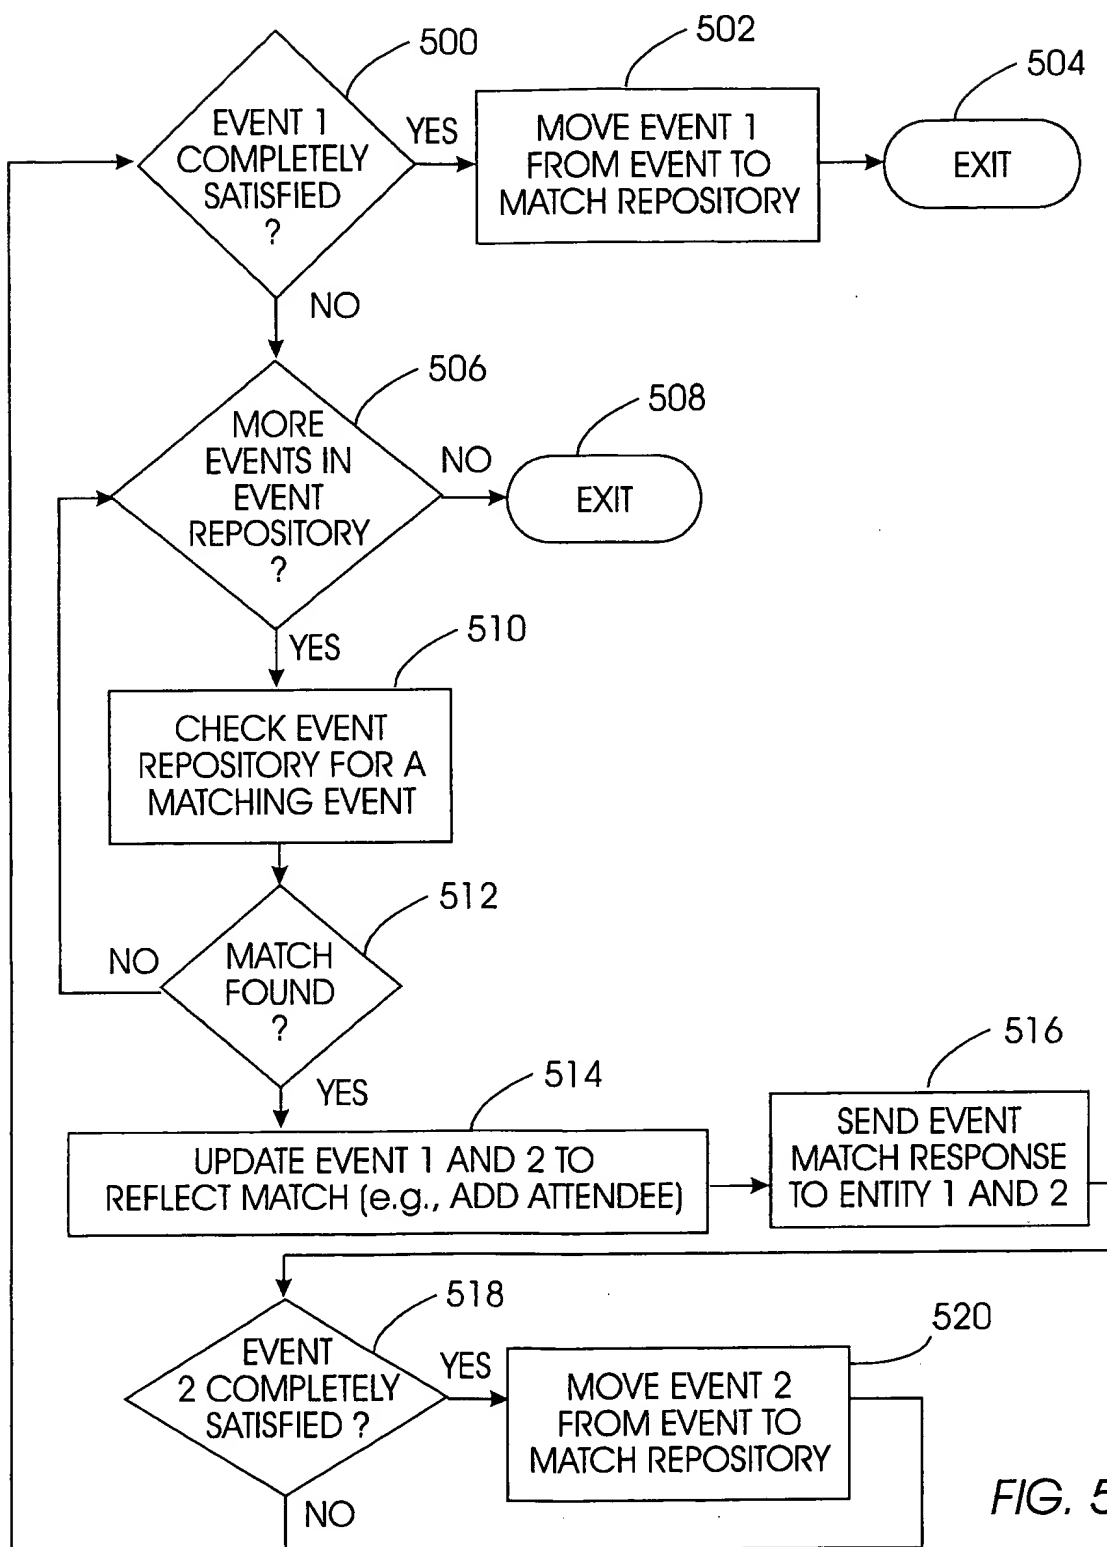 500
EVENT 1
COMPLETELY
SATISFIED
?
YES
502
MOVE EVENT 1
FROM EVENT TO
MATCH REPOSITORY
504
EXIT
NO
506
MORE
EVENTS IN
EVENT
REPOSITORY
?
NO
508
EXIT
YES
510
CHECK EVENT
REPOSITORY FOR A
MATCHING EVENT
512
MATCH
FOUND
?
NO
YES
514
UPDATE EVENT 1 AND 2 TO
REFLECT MATCH (e.g., ADD ATTENDEE)
516
SEND EVENT
MATCH RESPONSE
TO ENTITY 1 AND 2
518
EVENT
2 COMPLETELY
SATISFIED ?
YES
520
MOVE EVENT 2
FROM EVENT TO
MATCH REPOSITORY
NO
FIG. 5